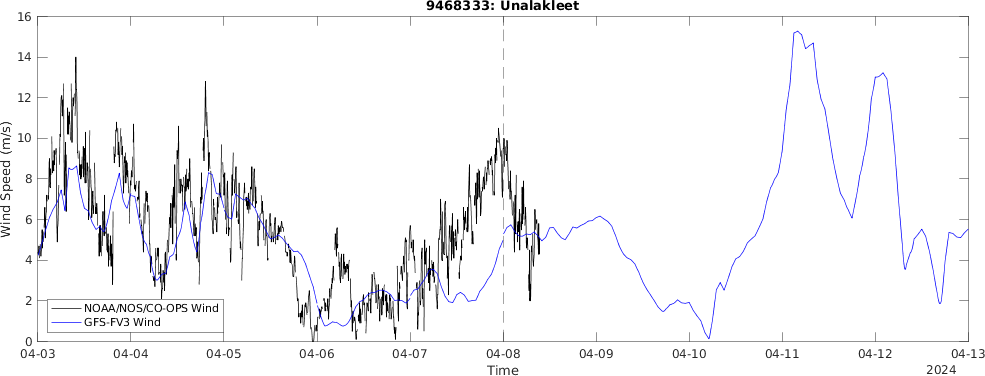 9468333: Unalakleet
Wind Speed (m/s)
16
14
12
10
8
6
4
2
0
NOAA/NOS/CO-OPS Wind
GFS-FV3 Wind
04-03 04-04 04-05 04-06 04-07 04-08 04-09 04-10 04-11 04-12 04-13
Time
2024